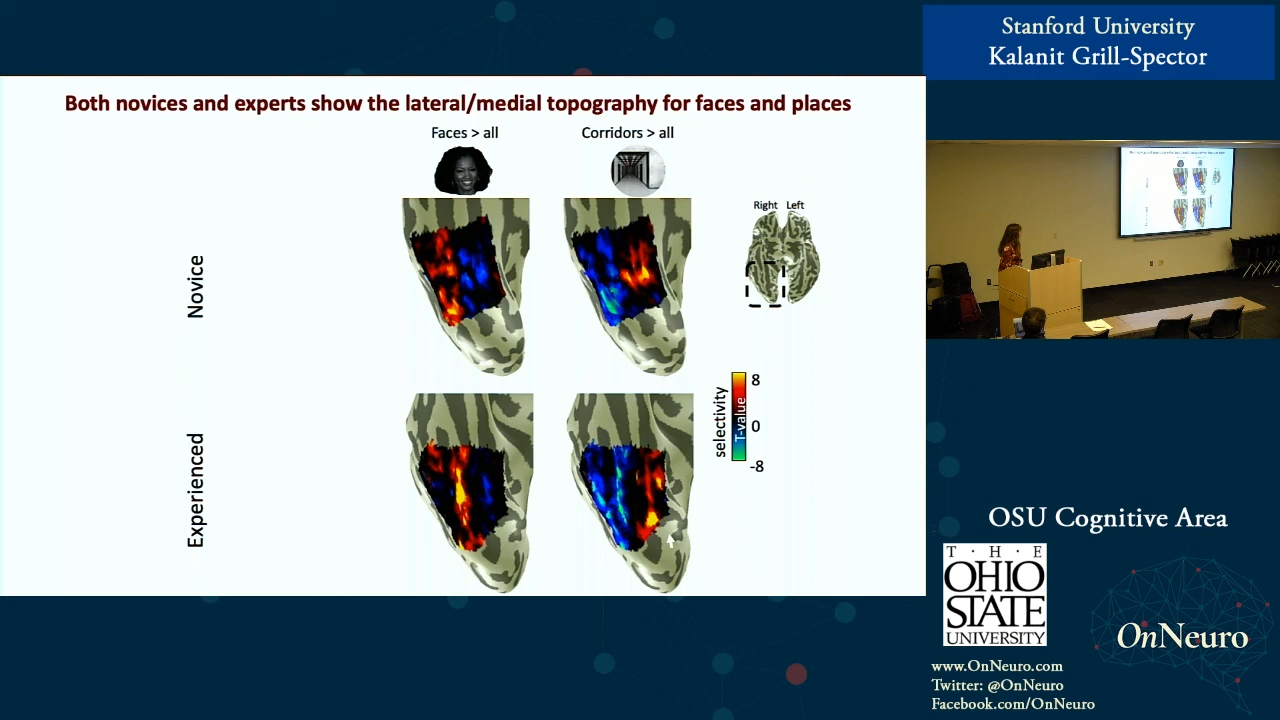 Stanford University
Kalanit Grill-Spector
Both novices and experts show the lateral/medial topography for faces and places
Faces > all
Corridors > all
Right Left
Novice
Experienced
selectivity
T-value
8
0
-8
OSU Cognitive Area
T · H · E
OHIO
STATE
UNIVERSITY
OnNeuro
www.OnNeuro.com
Twitter: @OnNeuro
Facebook.com/OnNeuro